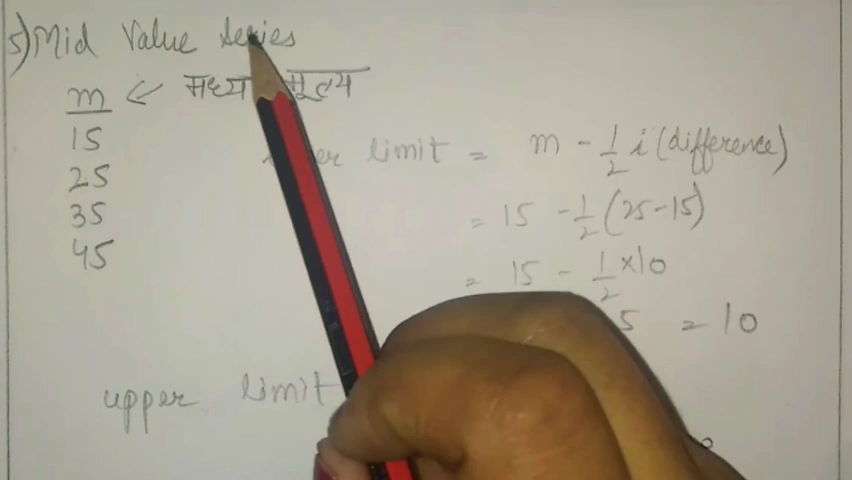 5) Mid Value Series
m ← मध्य मूल्य
15
25
35
45
limit = m - 1/2 i (difference)
= 15 - 1/2 (25-15)
= 15 - 1/2 × 10
5 = 10
upper limit